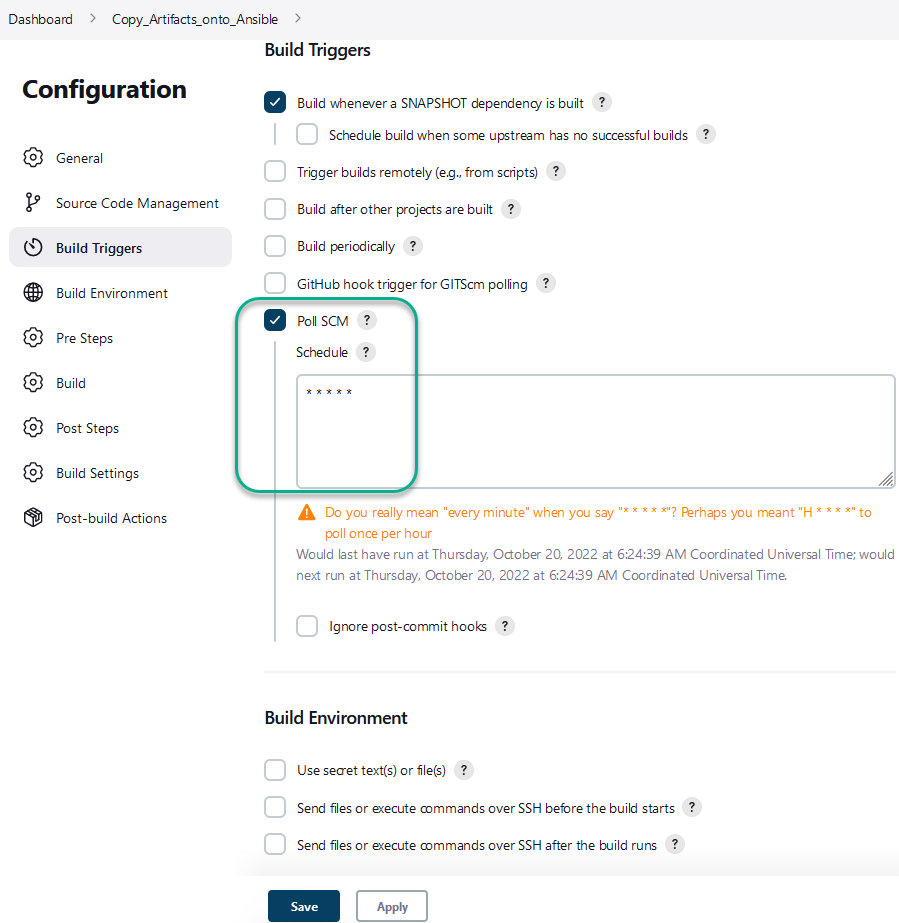 Dashboard > Copy_Artifacts_onto_Ansible >
Configuration
General
Source Code Management
Build Triggers
Build Environment
Pre Steps
Build
Post Steps
Build Settings
Post-build Actions
Build Triggers
Build whenever a SNAPSHOT dependency is built ?
Schedule build when some upstream has no successful builds ?
Trigger builds remotely (e.g., from scripts) ?
Build after other projects are built ?
Build periodically ?
GitHub hook trigger for GITScm polling ?
Poll SCM ?
Schedule ?
* * * * *
Do you really mean "every minute" when you say "* * * * *"? Perhaps you meant "H * * * *" to
poll once per hour
Would last have run at Thursday, October 20, 2022 at 6:24:39 AM Coordinated Universal Time; would
next run at Thursday, October 20, 2022 at 6:24:39 AM Coordinated Universal Time.
Ignore post-commit hooks ?
Build Environment
Use secret text(s) or file(s) ?
Send files or execute commands over SSH before the build starts ?
Send files or execute commands over SSH after the build runs ?
Save
Apply